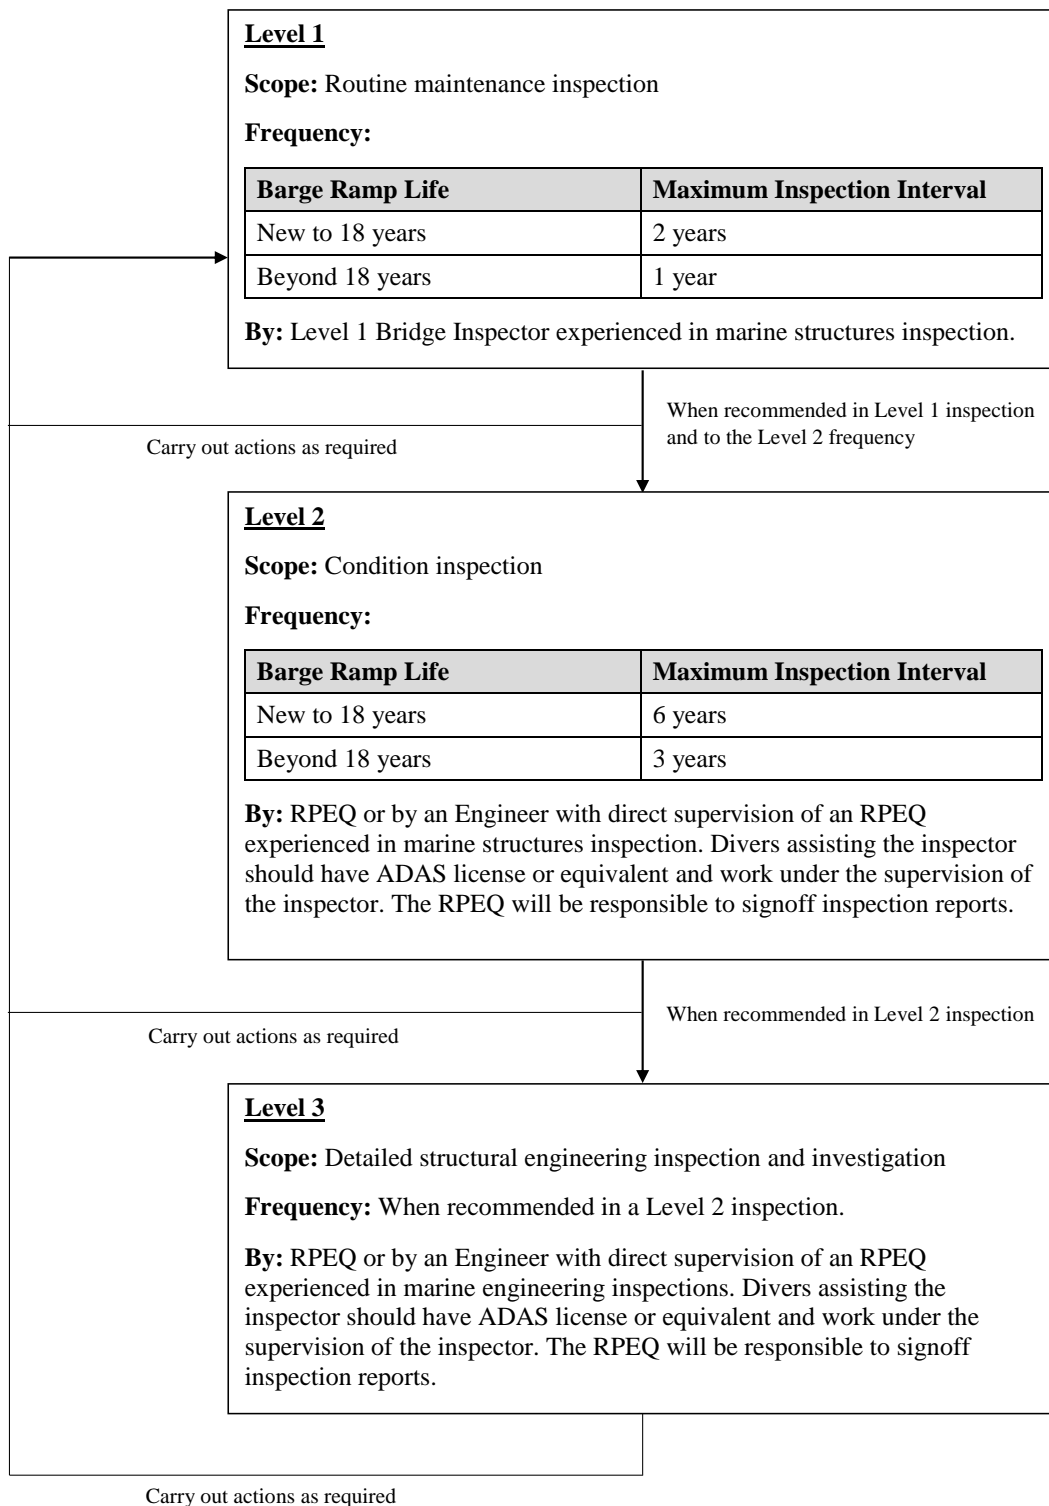 Level 1
Scope: Routine maintenance inspection
Frequency:
Barge Ramp Life Maximum Inspection Interval
New to 18 years 2 years
Beyond 18 years 1 year
By: Level 1 Bridge Inspector experienced in marine structures inspection.
When recommended in Level 1 inspection
and to the Level 2 frequency
Carry out actions as required
Level 2
Scope: Condition inspection
Frequency:
Barge Ramp Life Maximum Inspection Interval
New to 18 years 6 years
Beyond 18 years 3 years
By: RPEQ or by an Engineer with direct supervision of an RPEQ
experienced in marine structures inspection. Divers assisting the inspector
should have ADAS license or equivalent and work under the supervision of
the inspector. The RPEQ will be responsible to signoff inspection reports.
When recommended in Level 2 inspection
Carry out actions as required
Level 3
Scope: Detailed structural engineering inspection and investigation
Frequency: When recommended in a Level 2 inspection.
By: RPEQ or by an Engineer with direct supervision of an RPEQ
experienced in marine engineering inspections. Divers assisting the
inspector should have ADAS license or equivalent and work under the
supervision of the inspector. The RPEQ will be responsible to signoff
inspection reports.
Carry out actions as required